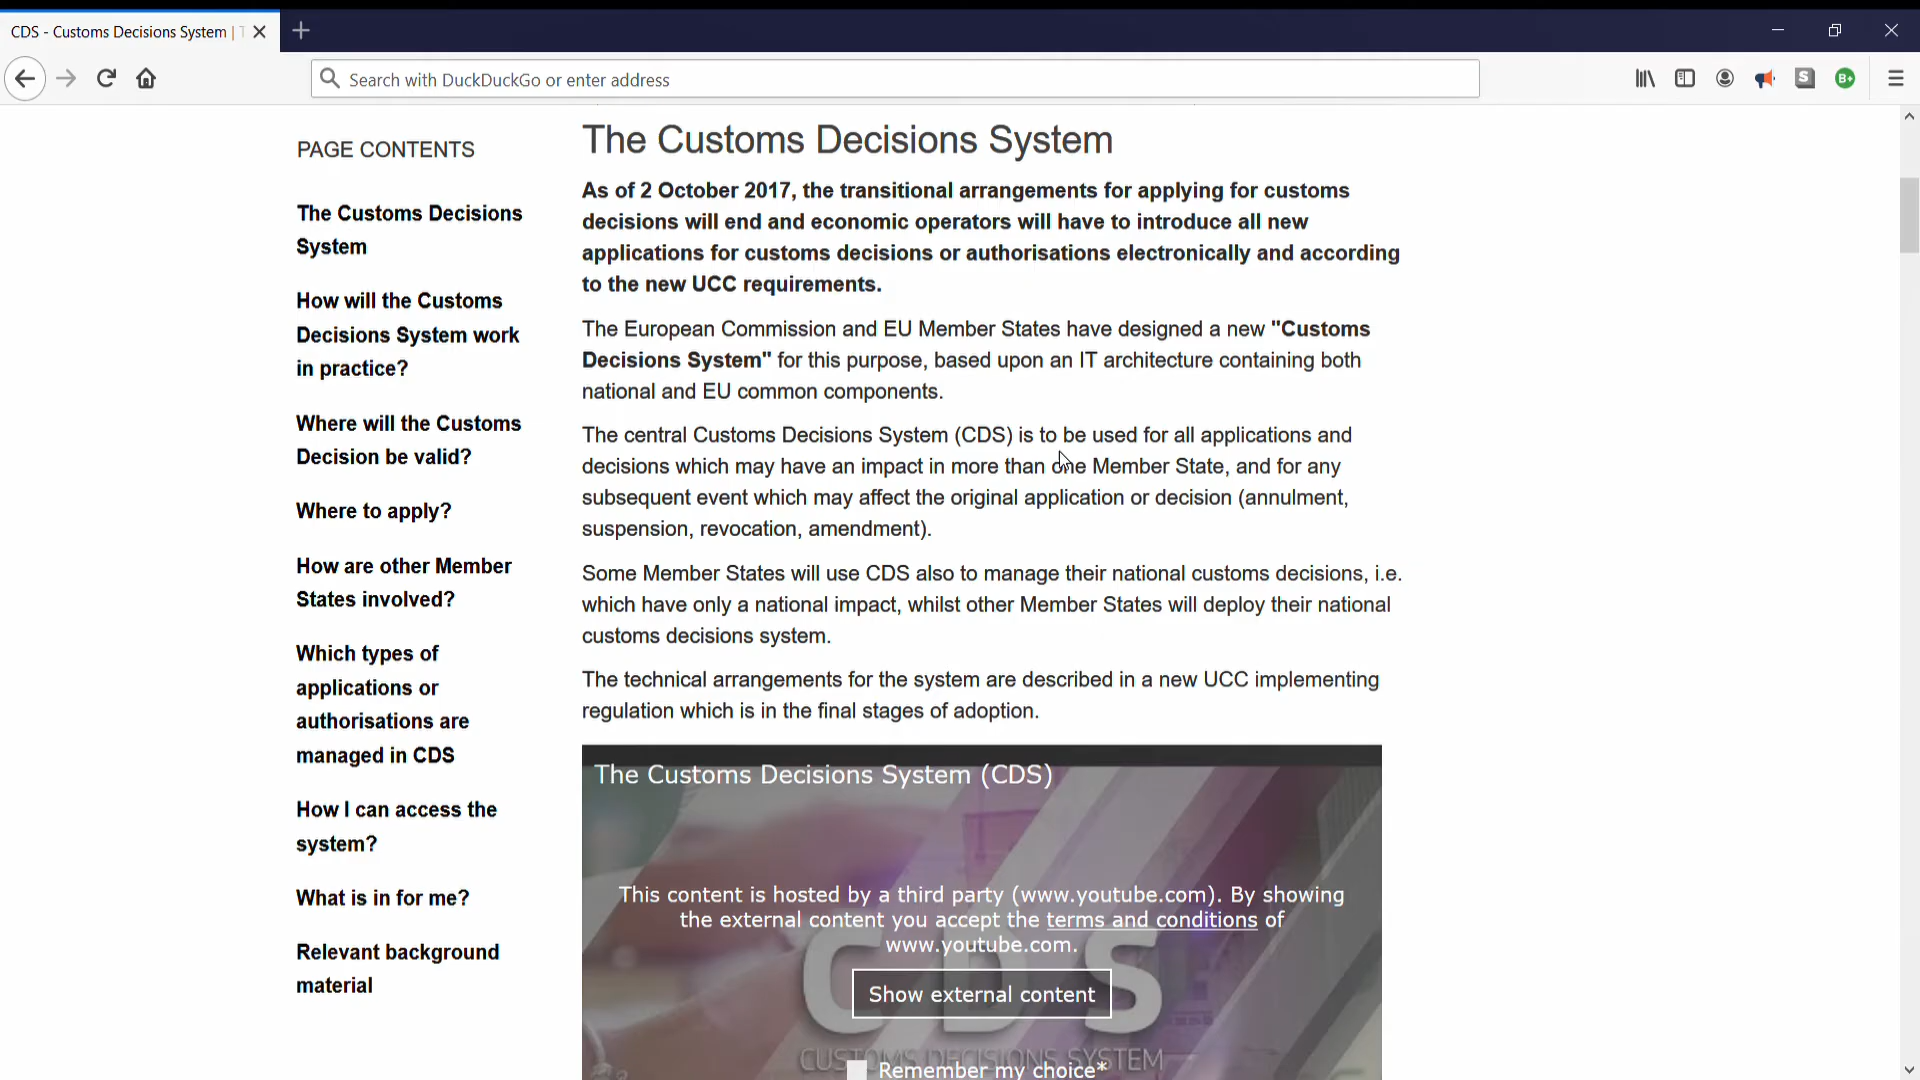 CDS - Customs Decisions System | T
Search with DuckDuckGo or enter address
S
B+
PAGE CONTENTS
The Customs Decisions
System
How will the Customs
Decisions System work
in practice?
Where will the Customs
Decision be valid?
Where to apply?
How are other Member
States involved?
Which types of
applications or
authorisations are
managed in CDS
How I can access the
system?
What is in for me?
Relevant background
material
The Customs Decisions System
As of 2 October 2017, the transitional arrangements for applying for customs
decisions will end and economic operators will have to introduce all new
applications for customs decisions or authorisations electronically and according
to the new UCC requirements.
The European Commission and EU Member States have designed a new "Customs
Decisions System" for this purpose, based upon an IT architecture containing both
national and EU common components.
The central Customs Decisions System (CDS) is to be used for all applications and
decisions which may have an impact in more than one Member State, and for any
subsequent event which may affect the original application or decision (annulment,
suspension, revocation, amendment).
Some Member States will use CDS also to manage their national customs decisions, i.e.
which have only a national impact, whilst other Member States will deploy their national
customs decisions system.
The technical arrangements for the system are described in a new UCC implementing
regulation which is in the final stages of adoption.
The Customs Decisions System (CDS)
This content is hosted by a third party (www.youtube.com). By showing
the external content you accept the terms and conditions of
www.youtube.com.
CDS
Show external content
CUSTOMS DECISIONS SYSTEM
Remember my choice*